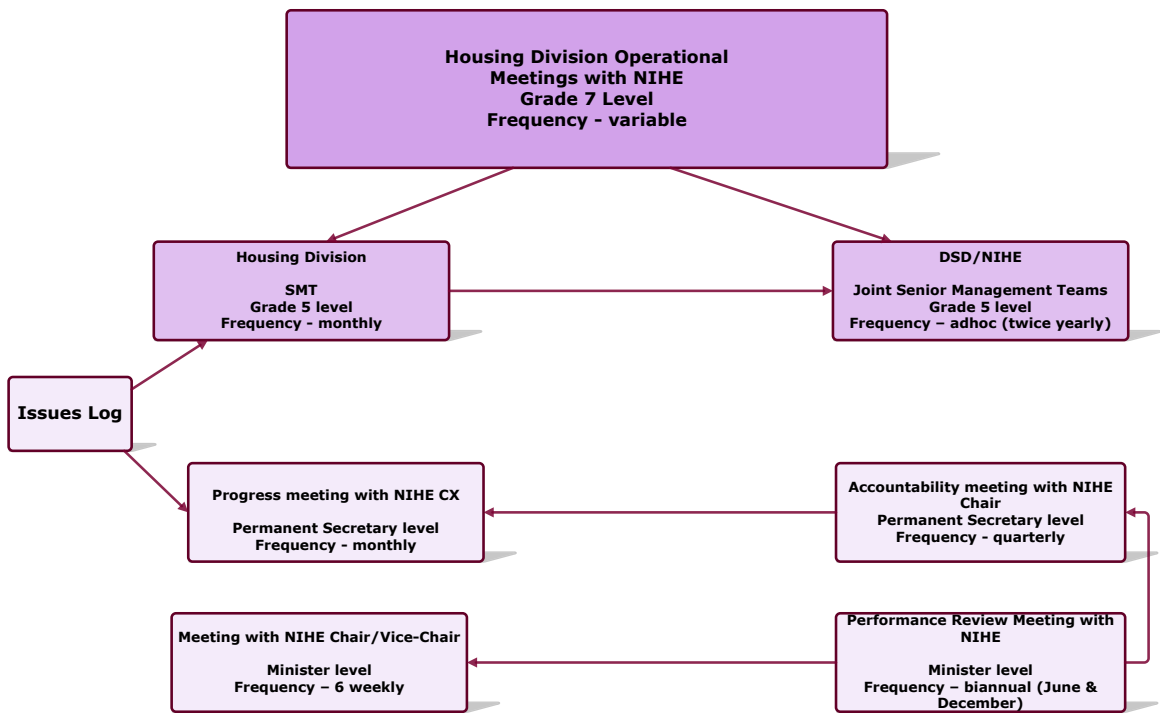 Housing Division Operational
Meetings with NIHE
Grade 7 Level
Frequency - variable
Housing Division
SMT
Grade 5 level
Frequency - monthly
DSD/NIHE
Joint Senior Management Teams
Grade 5 level
Frequency – adhoc (twice yearly)
Issues Log
Progress meeting with NIHE CX
Permanent Secretary level
Frequency - monthly
Accountability meeting with NIHE
Chair
Permanent Secretary level
Frequency - quarterly
Meeting with NIHE Chair/Vice-Chair
Minister level
Frequency – 6 weekly
Performance Review Meeting with
NIHE
Minister level
Frequency – biannual (June &
December)